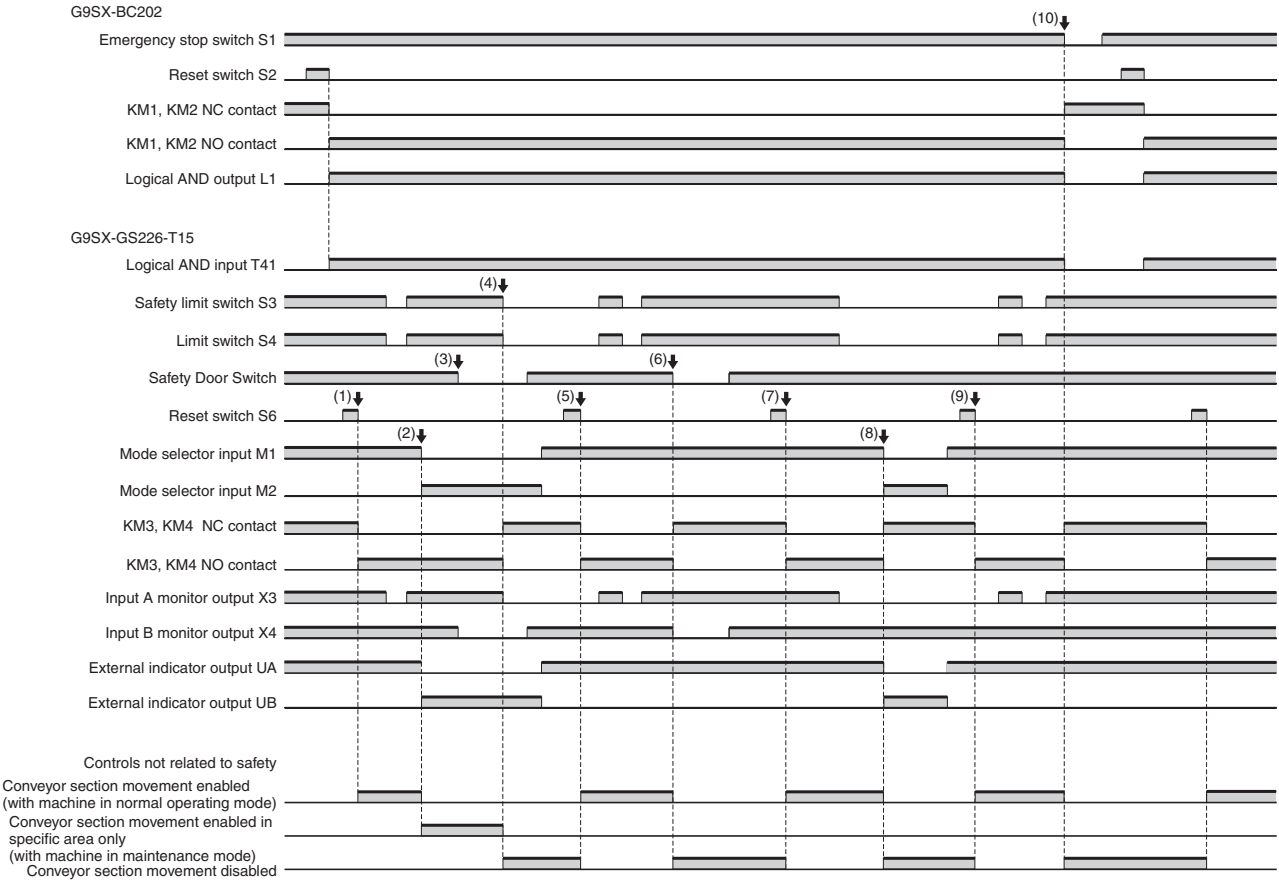 G9SX-BC202
(10)
Emergency stop switch S1
Reset switch S2
KM1, KM2 NC contact
KM1, KM2 NO contact
Logical AND output L1
G9SX-GS226-T15
Logical AND input T41
(4)
Safety limit switch S3
Limit switch S4
(3)
(6)
Safety Door Switch
(1)
(5)
(7)
(9)
Reset switch S6
(2)
(8)
Mode selector input M1
Mode selector input M2
KM3, KM4 NC contact
KM3, KM4 NO contact
Input A monitor output X3
Input B monitor output X4
External indicator output UA
External indicator output UB
Controls not related to safety
Conveyor section movement enabled
(with machine in normal operating mode)
Conveyor section movement enabled in
specific area only
(with machine in maintenance mode)
Conveyor section movement disabled